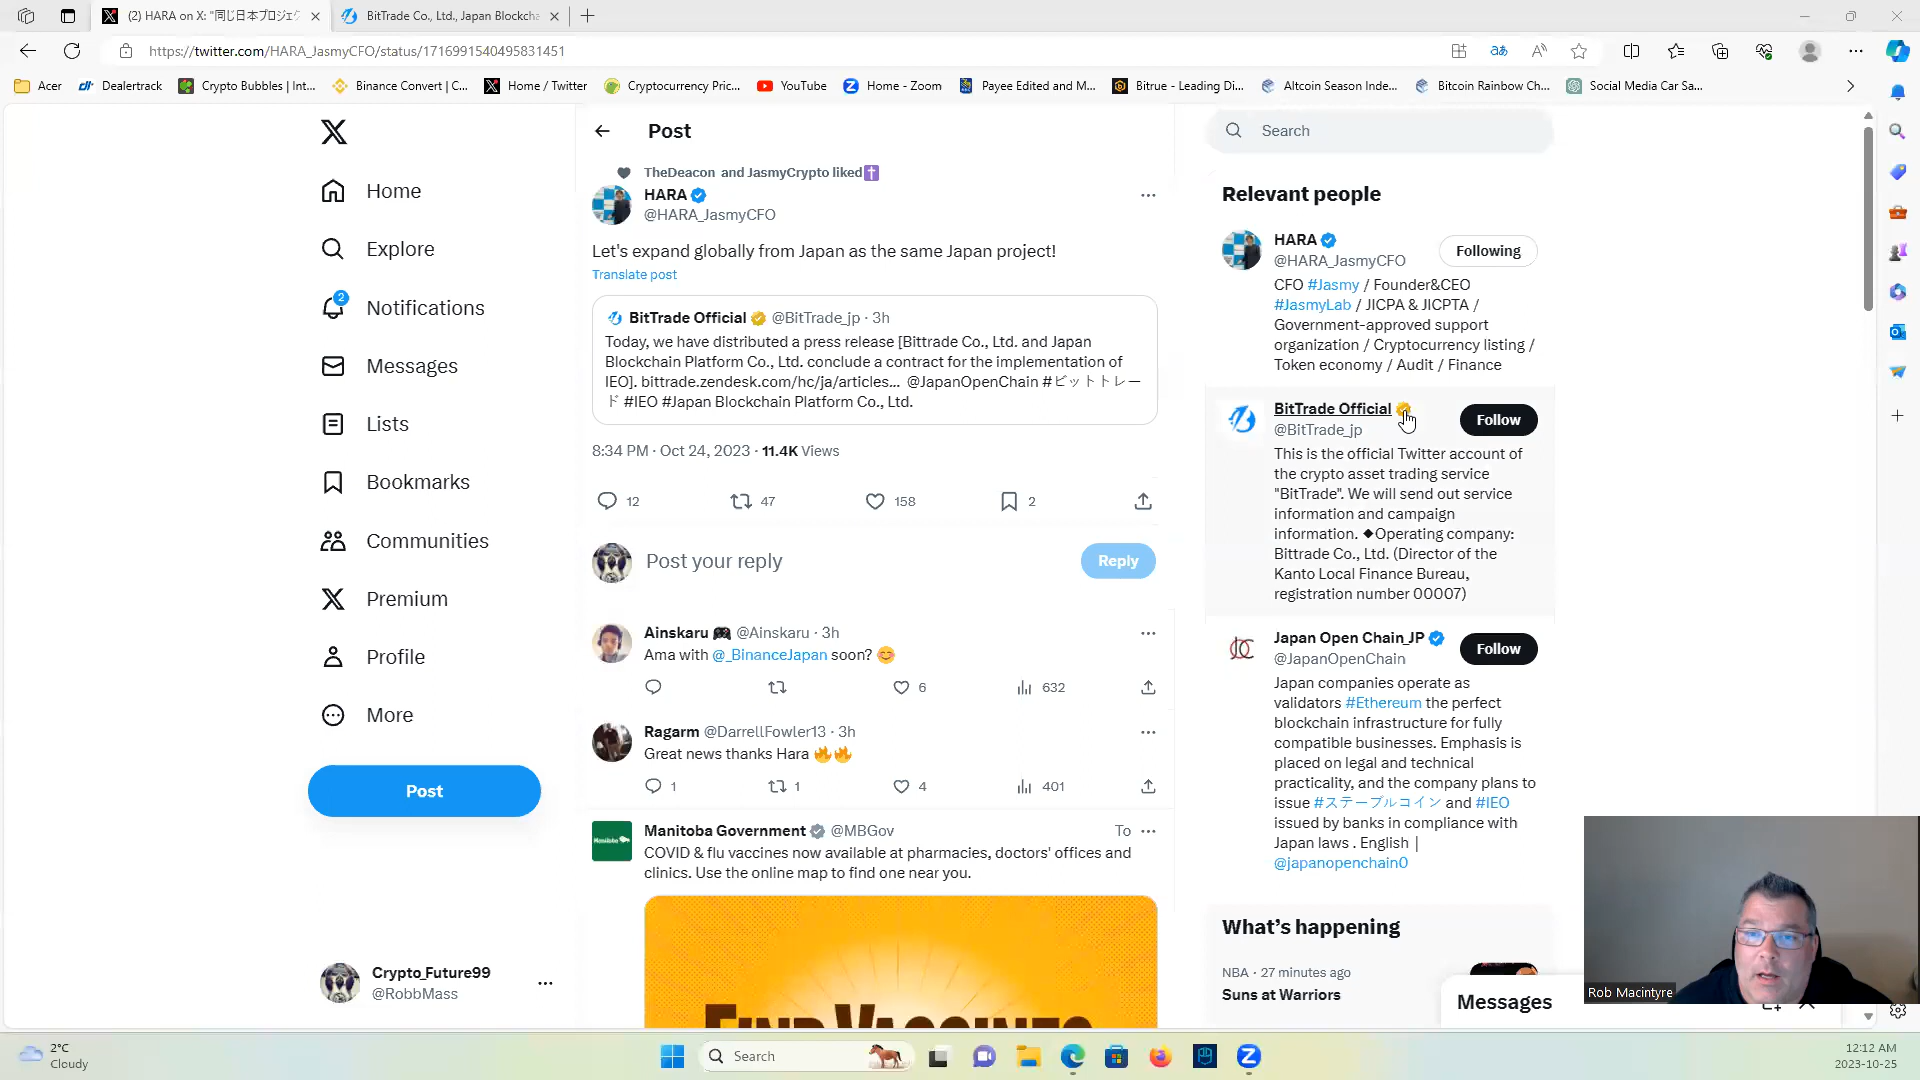 (2) HARA on X: "同じ日本プロジェク
BitTrade Co., Ltd., Japan Blockcha
https://twitter.com/HARA_JasmyCFO/status/1716991540495831451
Acer
Dealertrack
Crypto Bubbles | Int...
Binance Convert | C...
Home / Twitter
Cryptocurrency Pric...
YouTube
Home - Zoom
Payee Edited and M...
Bitrue - Leading Di...
Altcoin Season Inde...
Bitcoin Rainbow Ch...
Social Media Car Sa...
Home
Explore
2
Notifications
Messages
Lists
Bookmarks
Communities
Premium
Profile
More
Post
Crypto_Future99
@RobbMass
Post
TheDeacon and JasmyCrypto liked
HARA
@HARA_JasmyCFO
Let's expand globally from Japan as the same Japan project!
Translate post
BitTrade Official @BitTrade_jp · 3h
Today, we have distributed a press release [Bittrade Co., Ltd. and Japan
Blockchain Platform Co., Ltd. conclude a contract for the implementation of
IEO]. bittrade.zendesk.com/hc/ja/articles... @JapanOpenChain #ビットトレー
ド #IEO #Japan Blockchain Platform Co., Ltd.
8:34 PM · Oct 24, 2023 · 11.4K Views
12 47 158 2
Post your reply
Reply
Ainskaru @Ainskaru · 3h
Ama with @_BinanceJapan soon?
6 632
Ragarm @DarrellFowler13 · 3h
Great news thanks Hara
1 1 4 401
Manitoba Government @MBGov To
COVID & flu vaccines now available at pharmacies, doctors' offices and
clinics. Use the online map to find one near you.
Manitoba
FIND VACCINES
Search
Relevant people
HARA
@HARA_JasmyCFO
Following
CFO #Jasmy / Founder&CEO
#JasmyLab / JICPA & JICPTA /
Government-approved support
organization / Cryptocurrency listing /
Token economy / Audit / Finance
BitTrade Official
@BitTrade_jp
Follow
This is the official Twitter account of
the crypto asset trading service
"BitTrade". We will send out service
information and campaign
information. ◆Operating company:
Bittrade Co., Ltd. (Director of the
Kanto Local Finance Bureau,
registration number 00007)
Japan Open Chain_JP
@JapanOpenChain
Follow
Japan companies operate as
validators #Ethereum the perfect
blockchain infrastructure for fully
compatible businesses. Emphasis is
placed on legal and technical
practicality, and the company plans to
issue #ステーブルコイン and #IEO
issued by banks in compliance with
Japan laws . English |
@japanopenchain0
What's happening
NBA · 27 minutes ago
Suns at Warriors
Messages
Rob Macintyre
2°C
Cloudy
Search
12:12 AM
2023-10-25